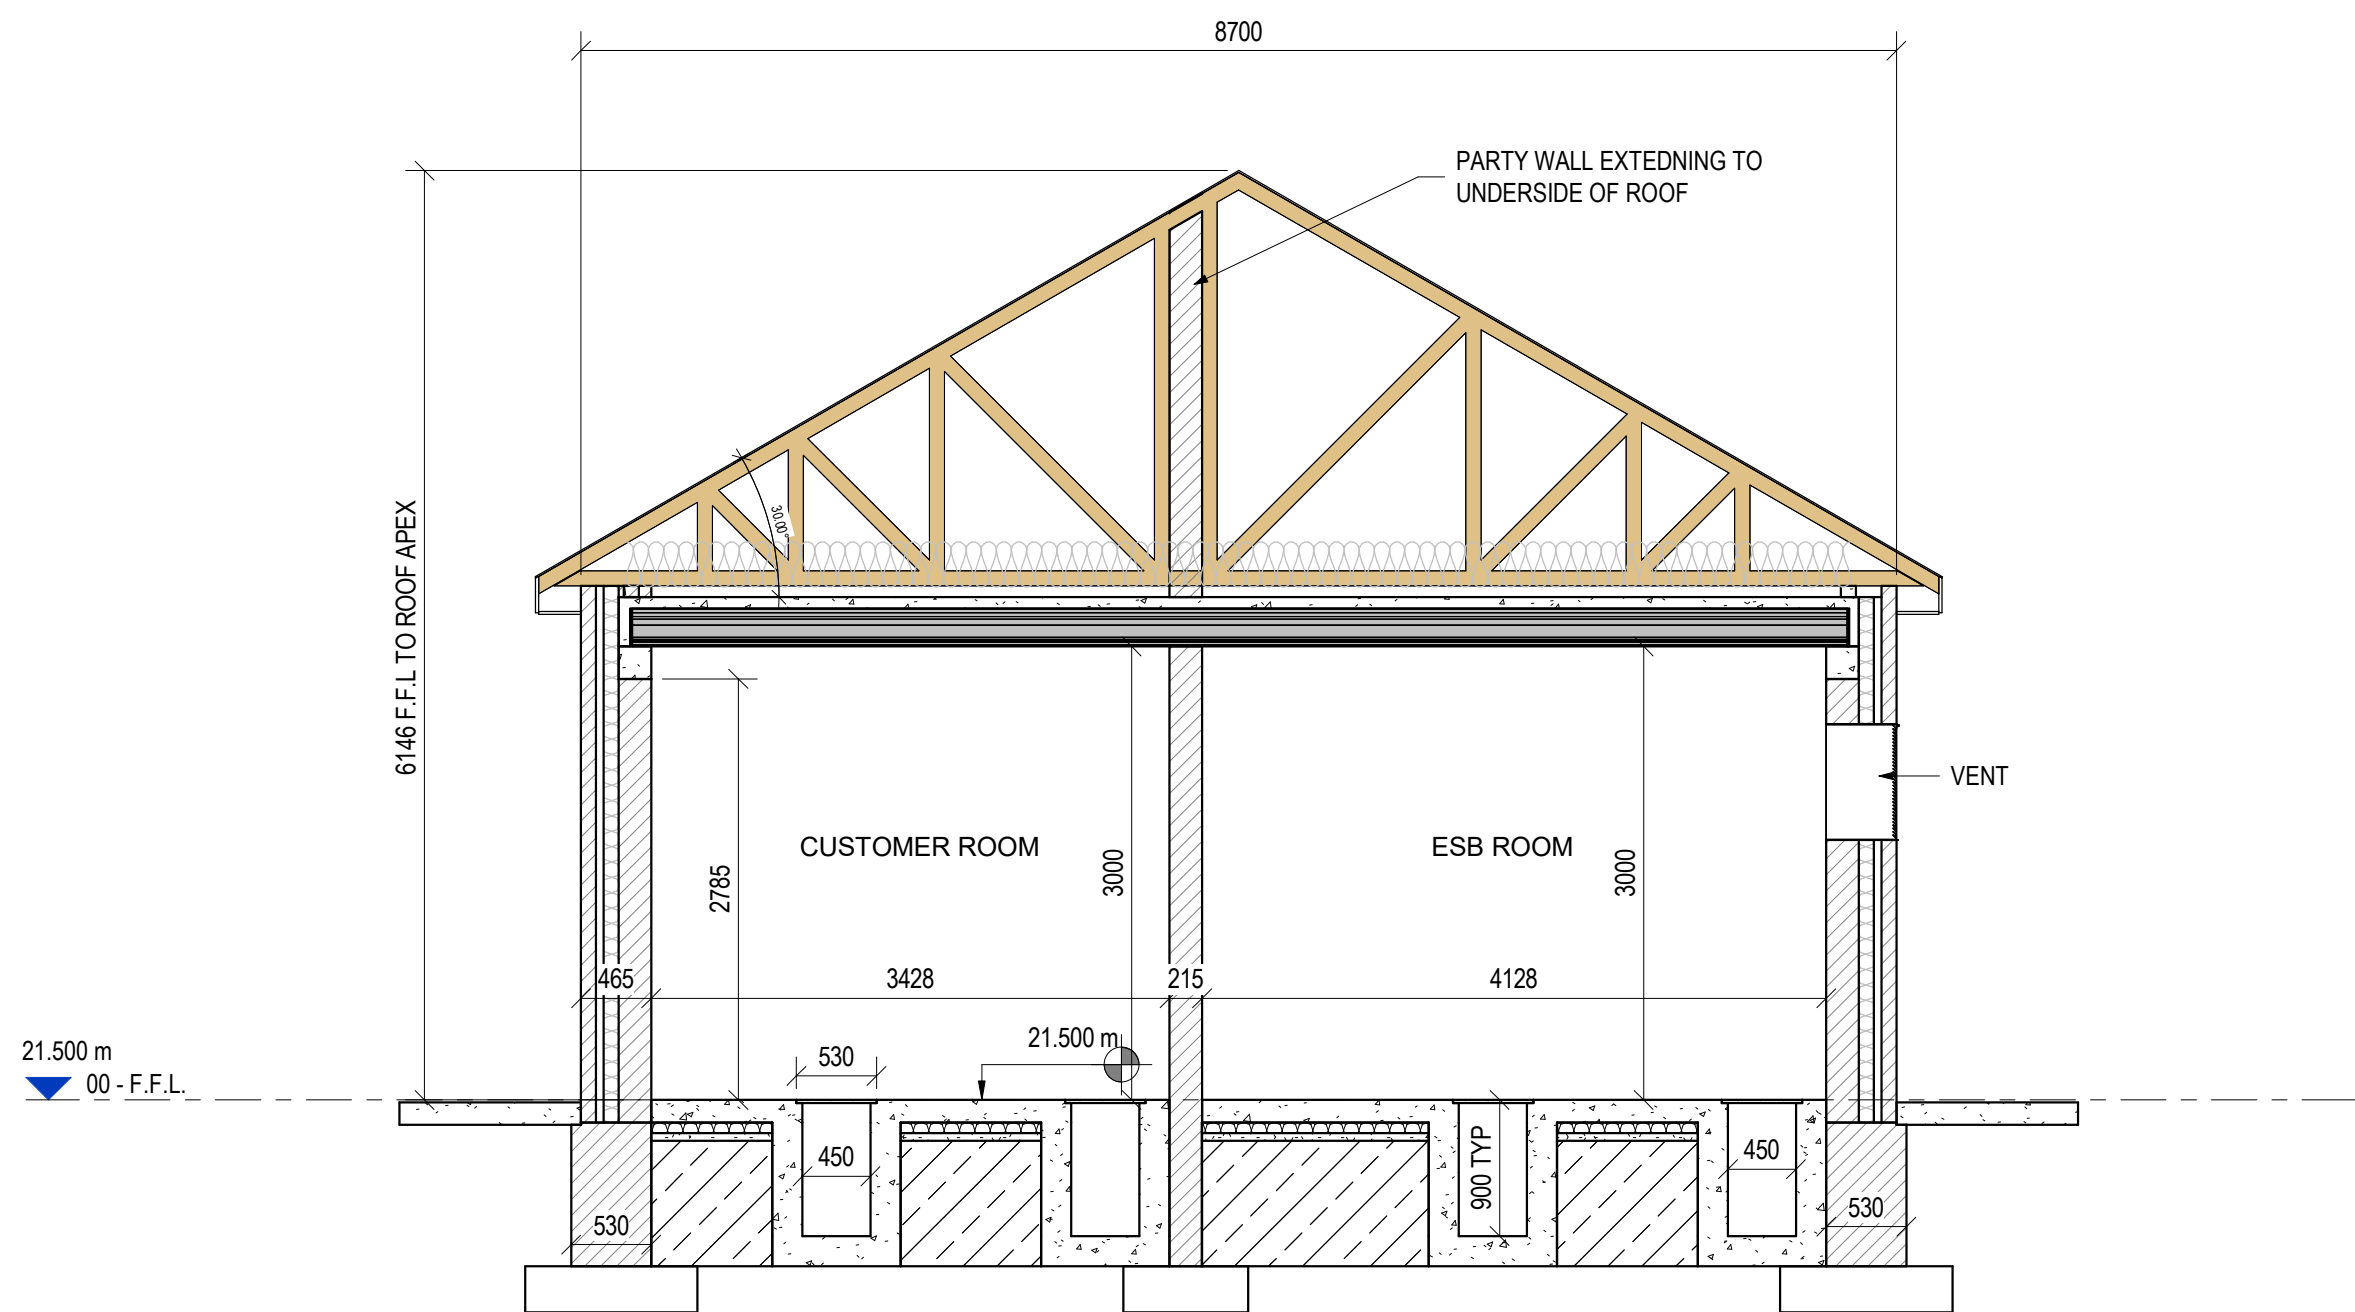 8700
PARTY WALL EXTEDNING TO
UNDERSIDE OF ROOF
6146 F.F.L TO ROOF APEX
30.00°
VENT
CUSTOMER ROOM
ESB ROOM
2785
3000
3000
465
3428
215
4128
21.500 m
530
21.500 m
00 - F.F.L.
450
900 TYP
450
530
530